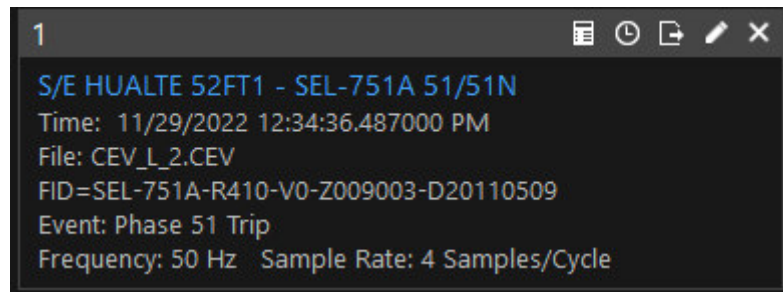 1
S/E HUALTE 52FT1 - SEL-751A 51/51N
Time:  11/29/2022 12:34:36.487000 PM
File: CEV_L_2.CEV
FID=SEL-751A-R410-V0-Z009003-D20110509
Event: Phase 51 Trip
Frequency: 50 Hz   Sample Rate: 4 Samples/Cycle